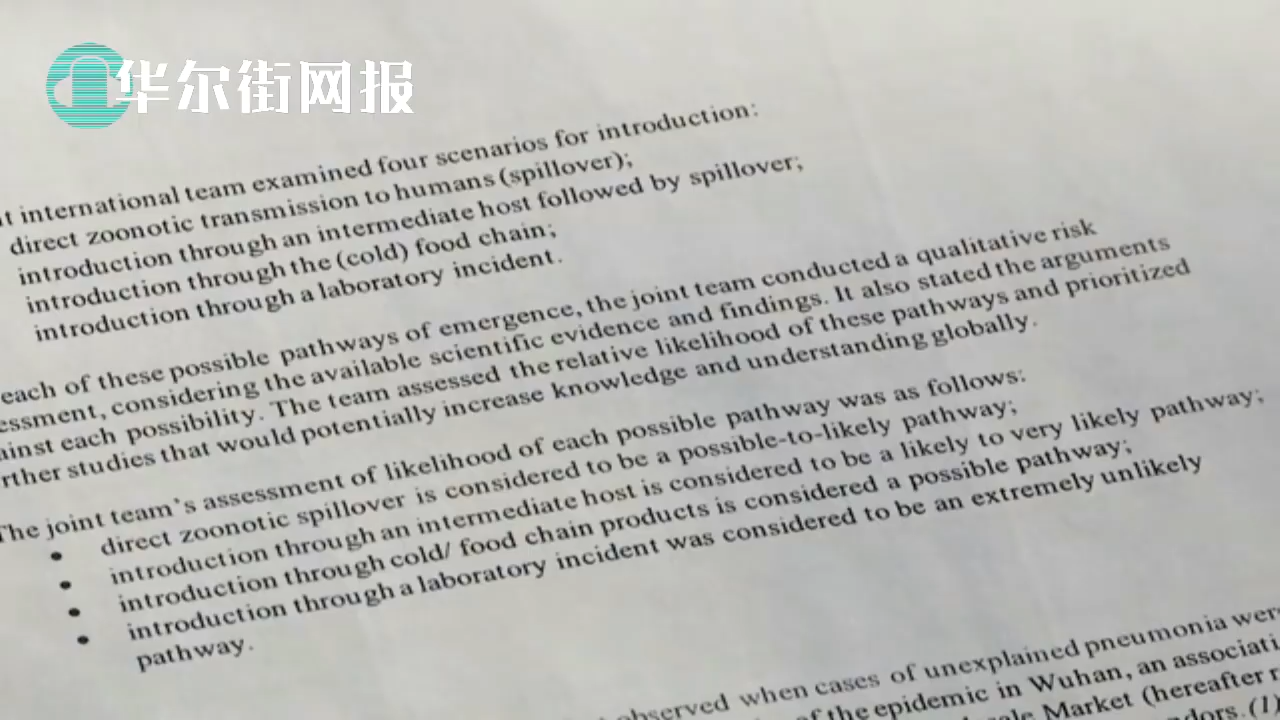 华尔街网报
international team examined four scenarios for introduction:
direct zoonotic transmission to humans (spillover);
introduction through an intermediate host followed by spillover;
introduction through the (cold) food chain;
introduction through a laboratory incident.
each of these possible pathways of emergence, the joint team conducted a qualitative risk
essment, considering the available scientific evidence and findings. It also stated the arguments
ainst each possibility. The team assessed the relative likelihood of these pathways and prioritized
rther studies that would potentially increase knowledge and understanding globally.
The joint team's assessment of likelihood of each possible pathway was as follows:
• direct zoonotic spillover is considered to be a possible-to-likely pathway;
• introduction through an intermediate host is considered to be a likely to very likely pathway;
• introduction through cold/ food chain products is considered a possible pathway;
• introduction through a laboratory incident was considered to be an extremely unlikely
pathway.
observed when cases of unexplained pneumonia wer
of the epidemic in Wuhan, an associati
Market (hereafter r
(1)